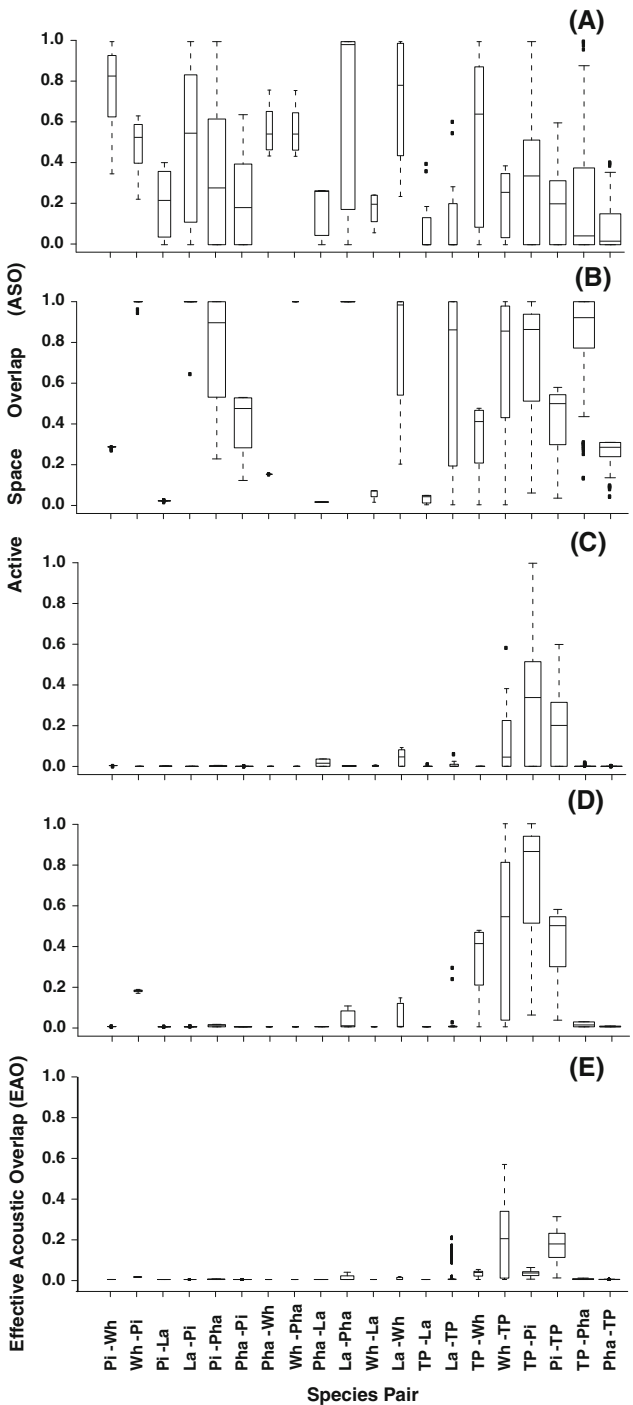 (A)
1.0
0.8
0.6
0.4
0.2
0.0
(B)
1.0
0.8
0.6
0.4
0.2
0.0
(C)
1.0
0.8
0.6
0.4
0.2
0.0
(D)
1.0
0.8
0.6
0.4
0.2
0.0
(E)
1.0
0.8
0.6
0.4
0.2
0.0
Active Space Overlap (ASO)
Effective Acoustic Overlap (EAO)
Pi -Wh
Wh -Pi
Pi -La
La -Pi
Pi -Pha
Pha -Pi
Pha -Wh
Wh -Pha
Pha -La
La -Pha
Wh -La
La -Wh
TP -La
La -TP
TP -Wh
Wh -TP
TP -Pi
Pi -TP
TP -Pha
Pha -TP
Species Pair